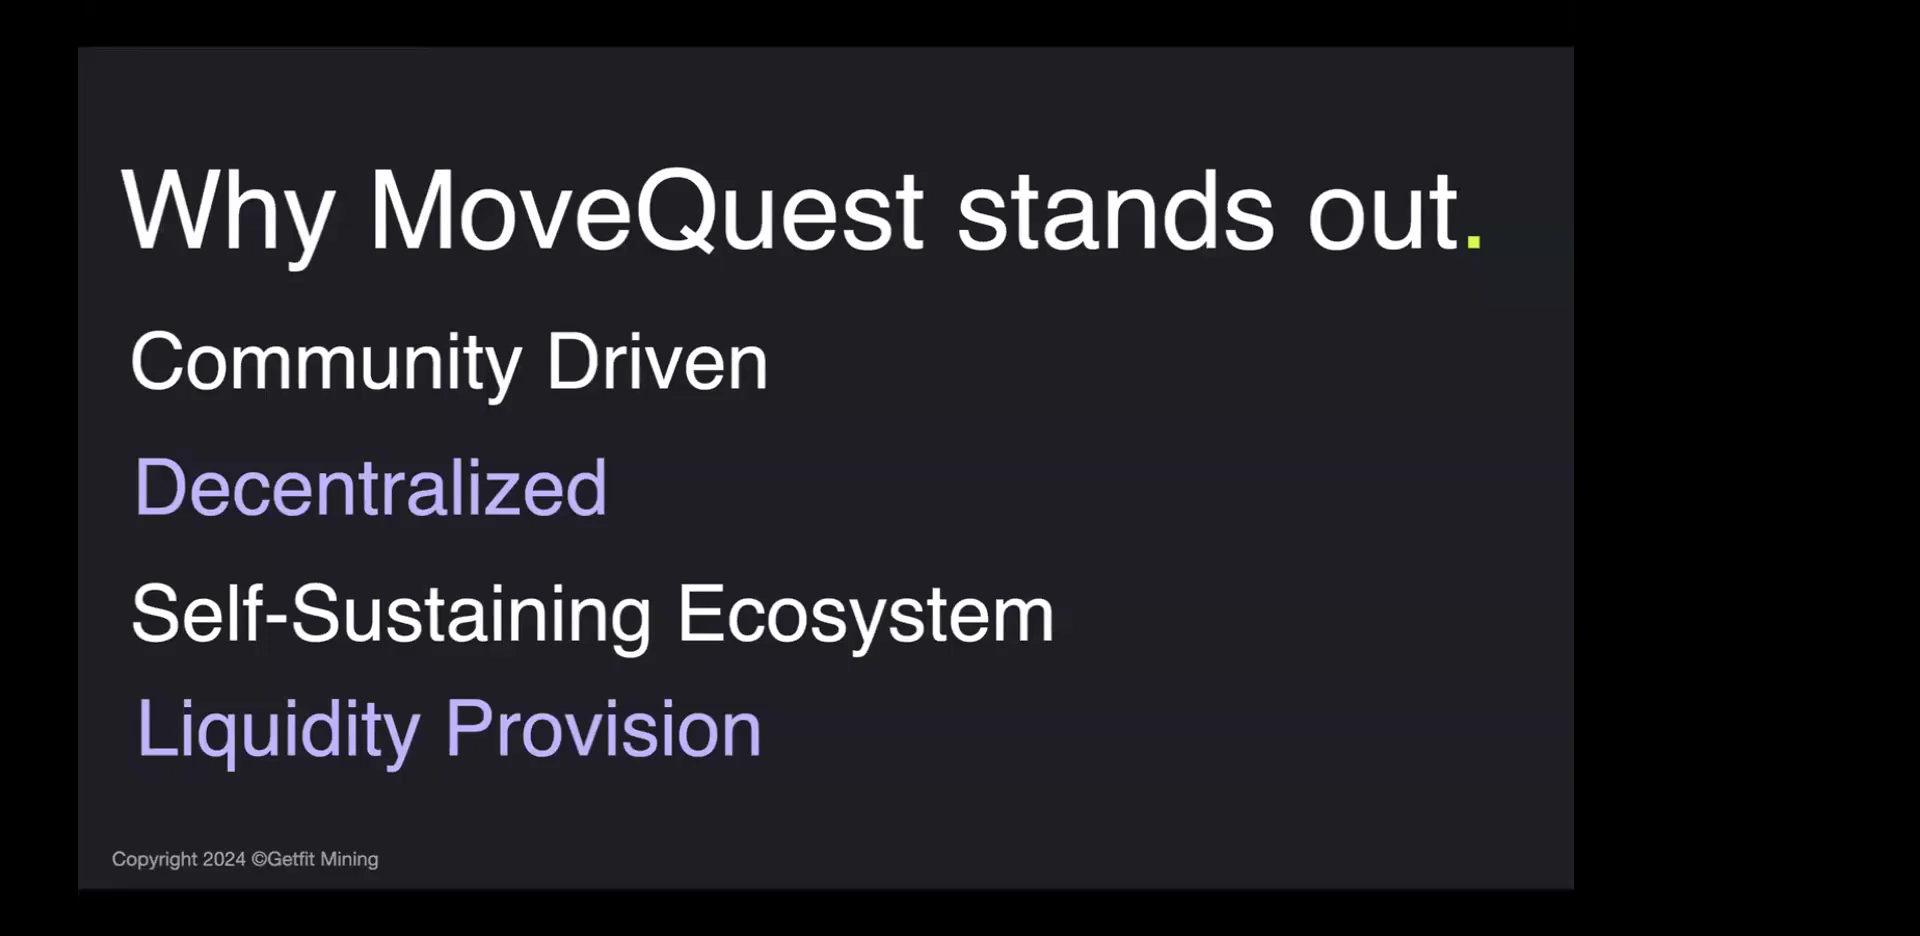 Why MoveQuest stands out.
Community Driven
Decentralized
Self-Sustaining Ecosystem
Liquidity Provision
Copyright 2024 ©Getfit Mining